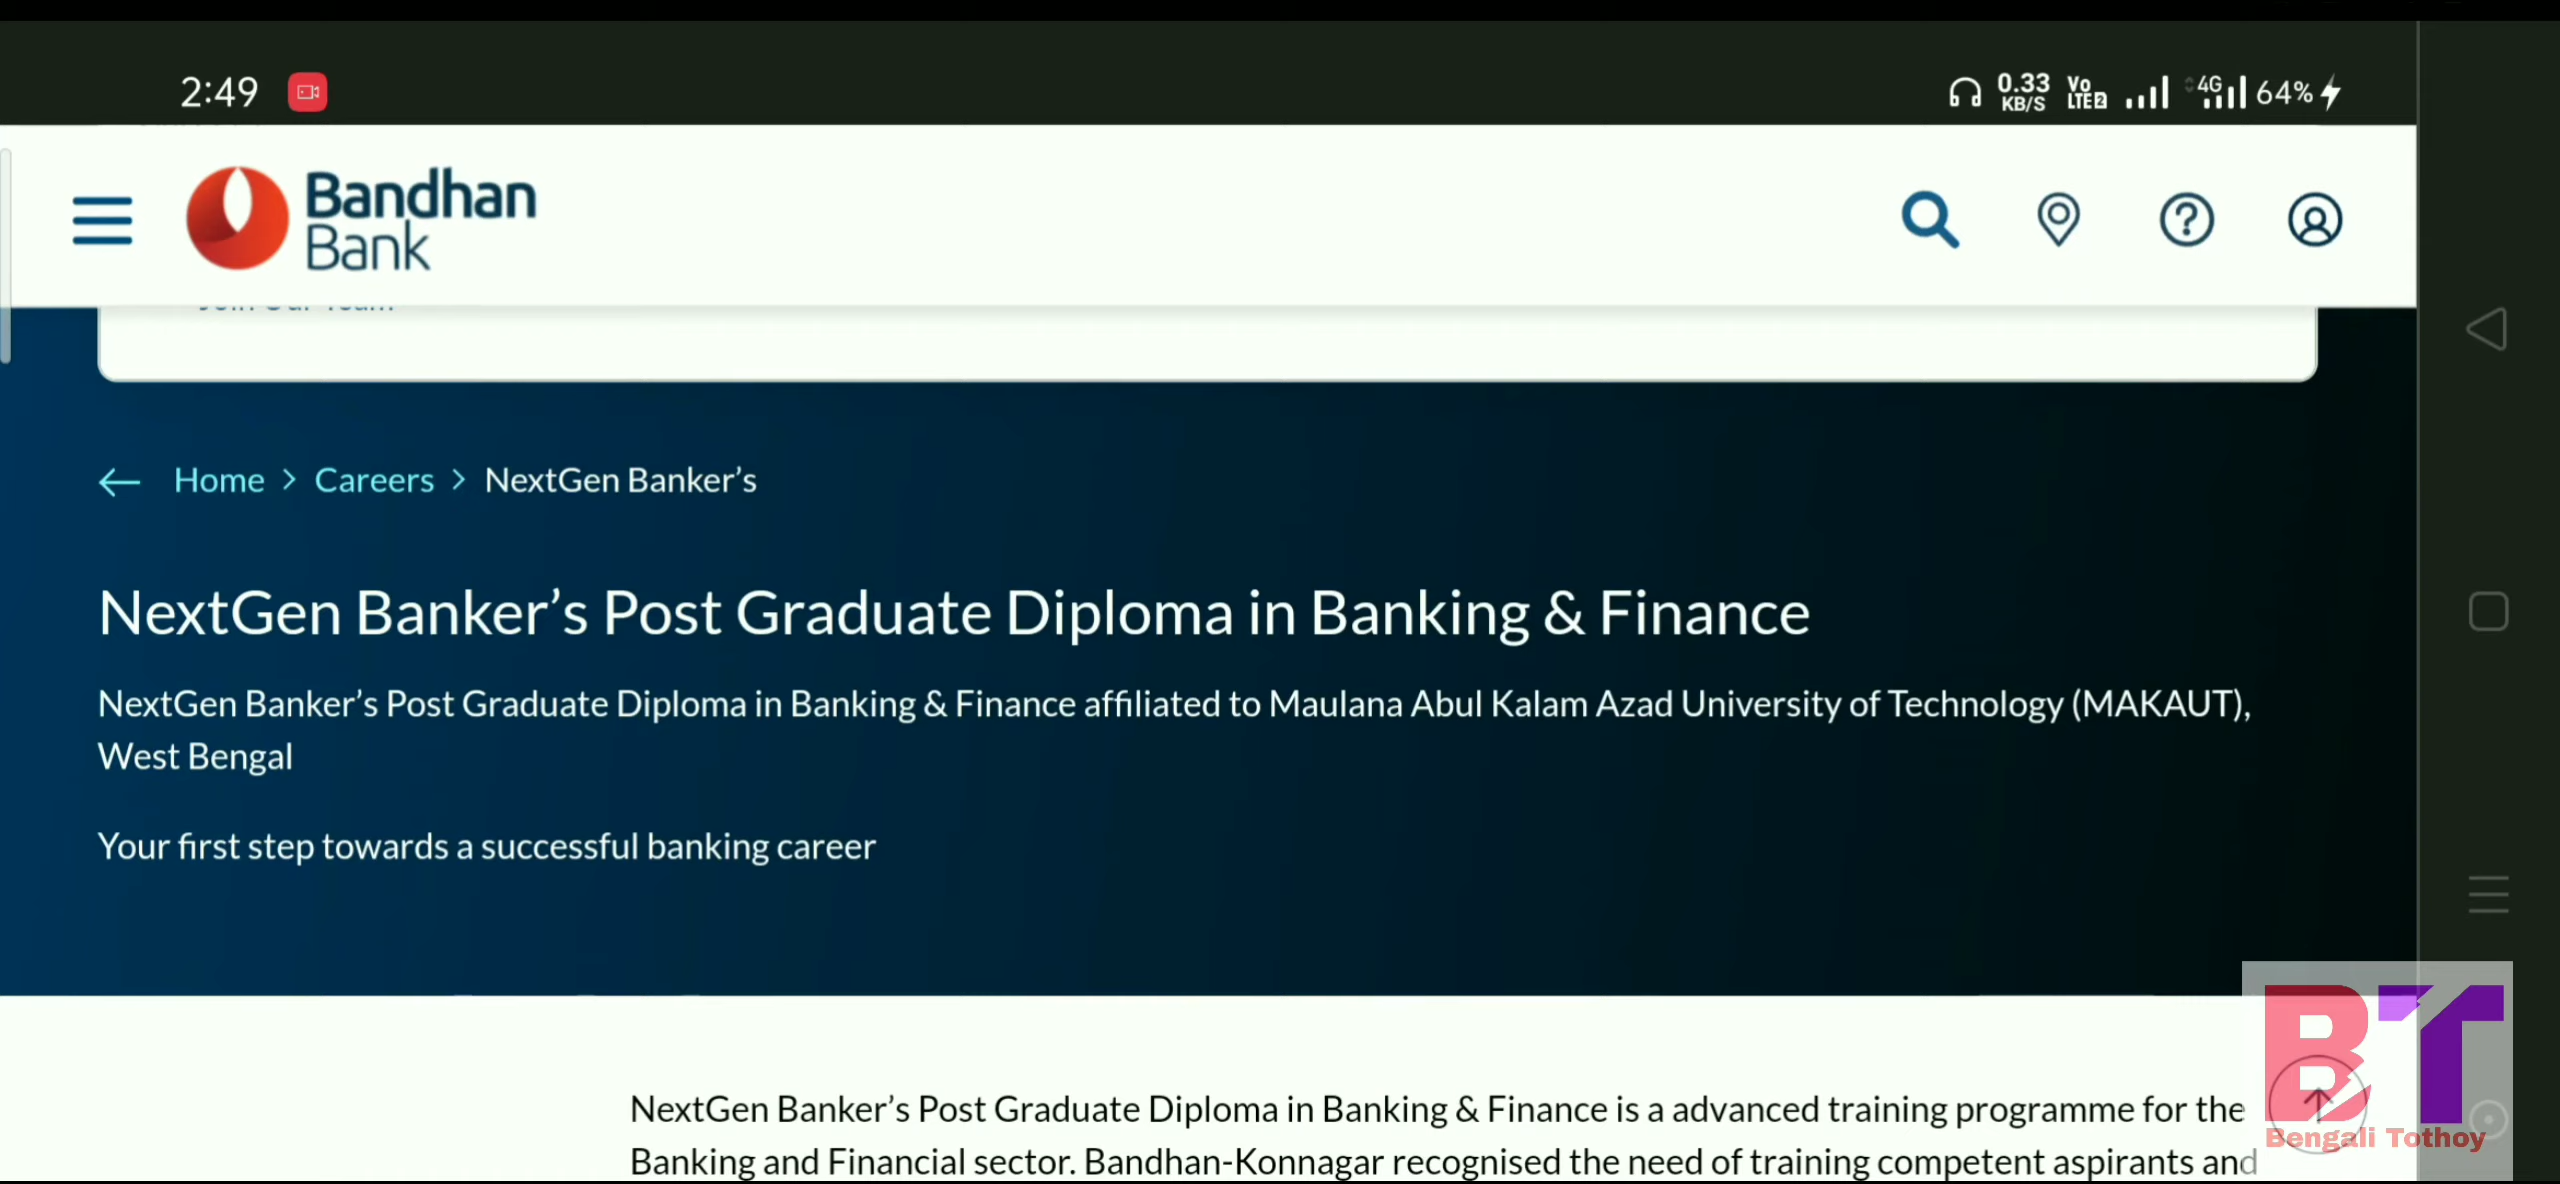 2:49
0.33 KB/S Vo LTE2 4G 64%
Bandhan
Bank
Join Our Team
Home > Careers > NextGen Banker’s
NextGen Banker’s Post Graduate Diploma in Banking & Finance
NextGen Banker’s Post Graduate Diploma in Banking & Finance affiliated to Maulana Abul Kalam Azad University of Technology (MAKAUT),
West Bengal
Your first step towards a successful banking career
NextGen Banker’s Post Graduate Diploma in Banking & Finance is a advanced training programme for the
Banking and Financial sector. Bandhan-Konnagar recognised the need of training competent aspirants and
BT
Bengali Tothoy